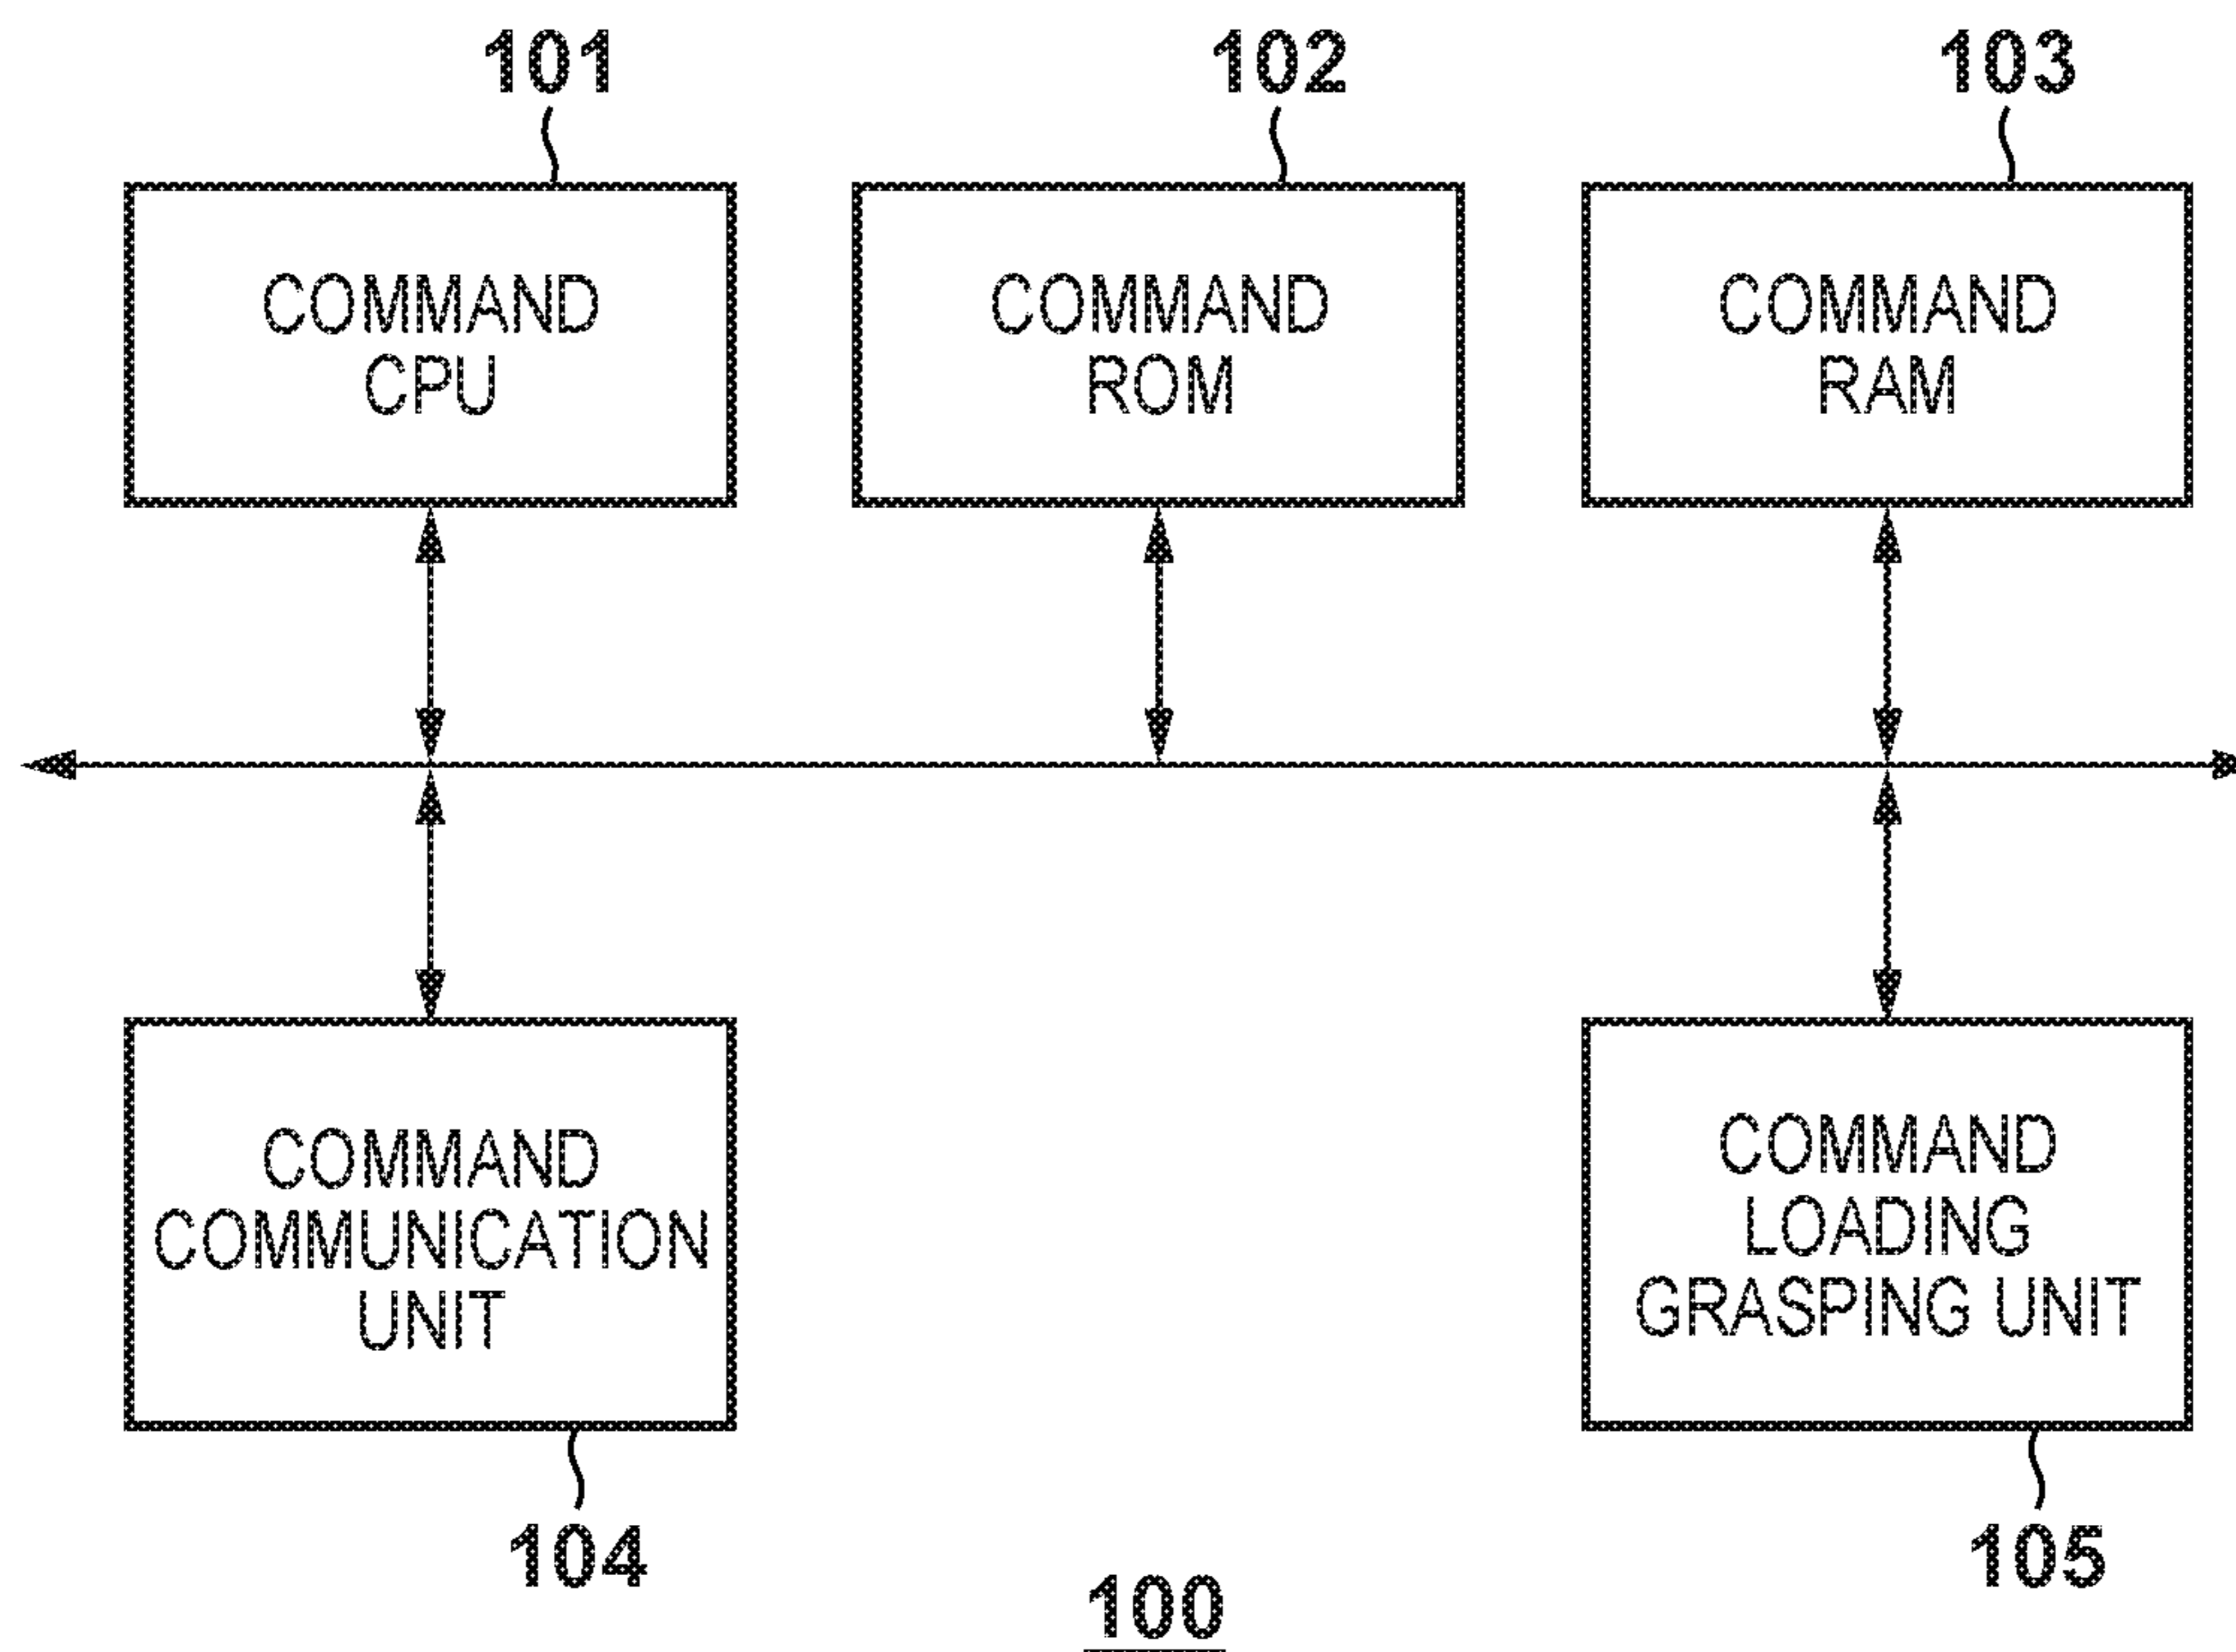 101
102
103
COMMAND
CPU
COMMAND
ROM
COMMAND
RAM
COMMAND
COMMUNICATION
UNIT
COMMAND
LOADING
GRASPING UNIT
104
105
100